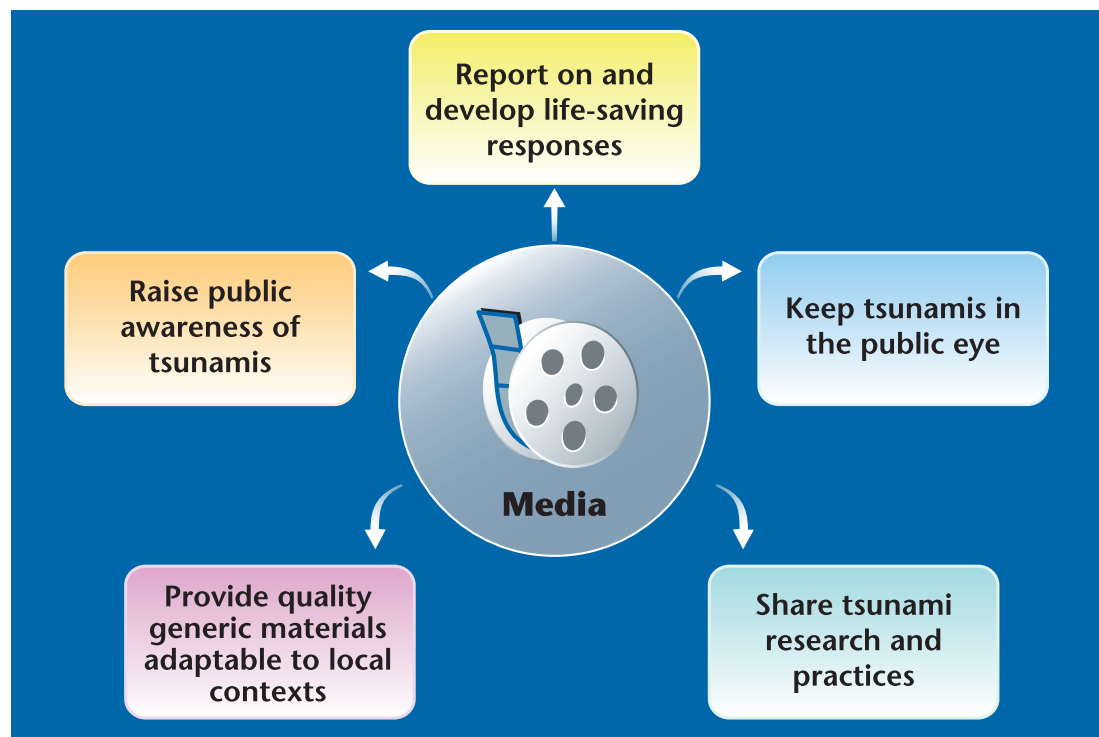 Report on and
develop life-saving
responses
Raise public
awareness of
tsunamis
Keep tsunamis in
the public eye
Media
Provide quality
generic materials
adaptable to local
contexts
Share tsunami
research and
practices